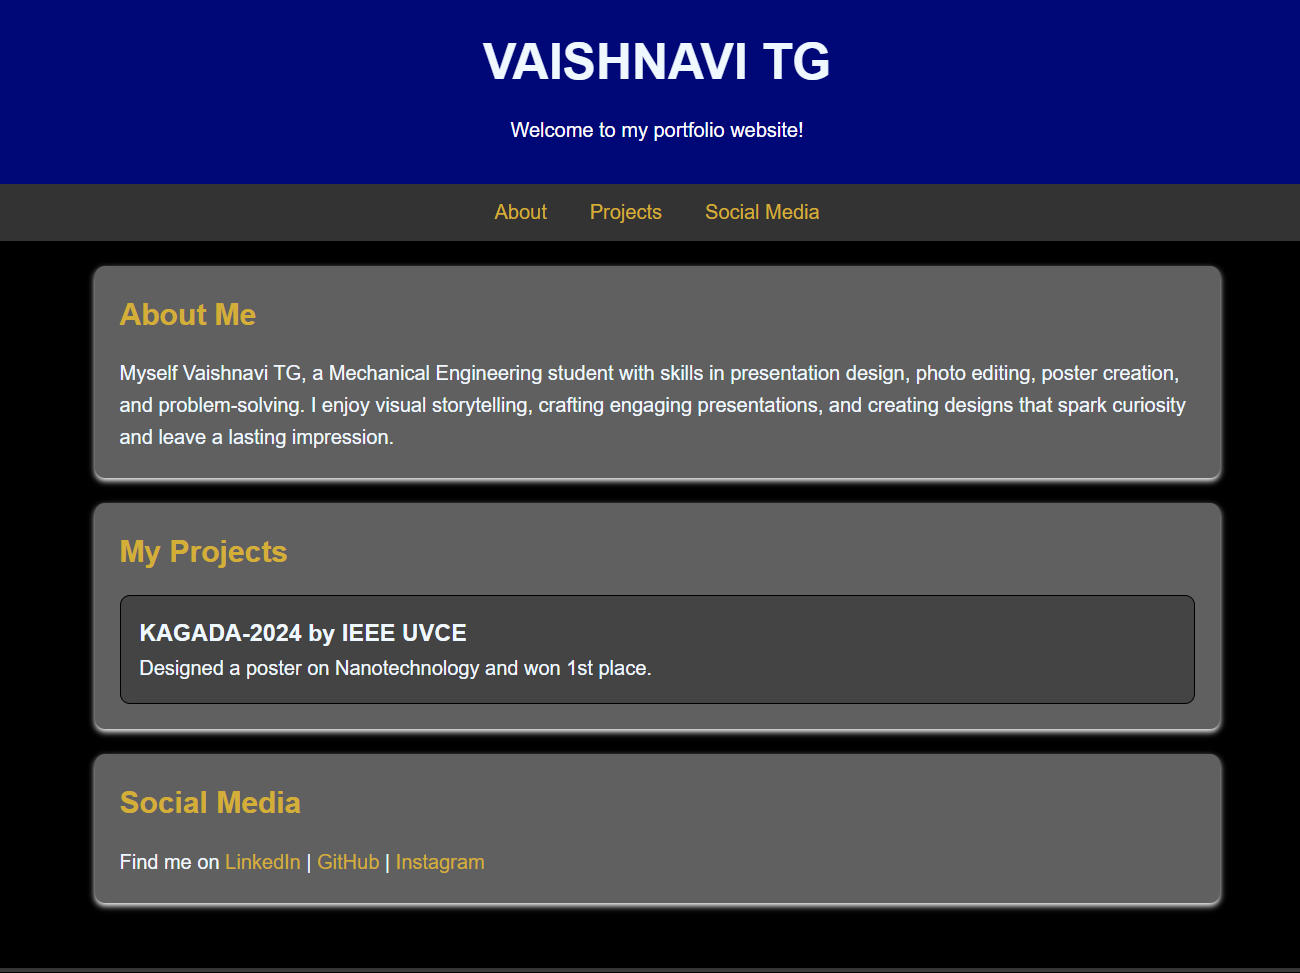 VAISHNAVI TG
Welcome to my portfolio website!
About Projects Social Media
About Me
Myself Vaishnavi TG, a Mechanical Engineering student with skills in presentation design, photo editing, poster creation,
and problem-solving. I enjoy visual storytelling, crafting engaging presentations, and creating designs that spark curiosity
and leave a lasting impression.
My Projects
KAGADA-2024 by IEEE UVCE
Designed a poster on Nanotechnology and won 1st place.
Social Media
Find me on LinkedIn | GitHub | Instagram